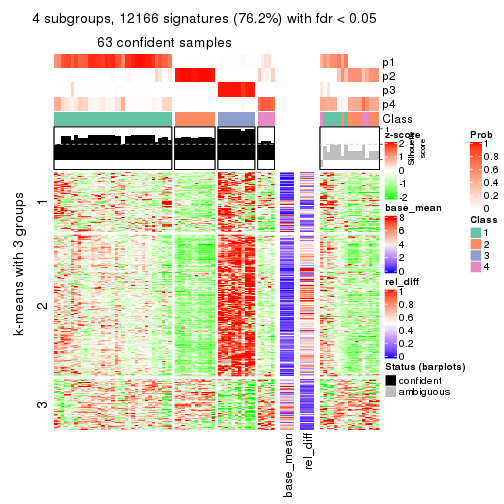 4 subgroups, 12166 signatures (76.2%) with fdr < 0.05
63 confident samples
p1
p2
p3
p4
Class
1
Silhouette
score
k-means with 3 groups
1
2
3
base_mean
rel_diff
z-score
2
1
0
-1
-2
base_mean
8
6
4
2
0
rel_diff
1
0.8
0.6
0.4
0.2
0
Status (barplots)
confident
ambiguous
Prob
1
0.8
0.6
0.4
0.2
0
Class
1
2
3
4